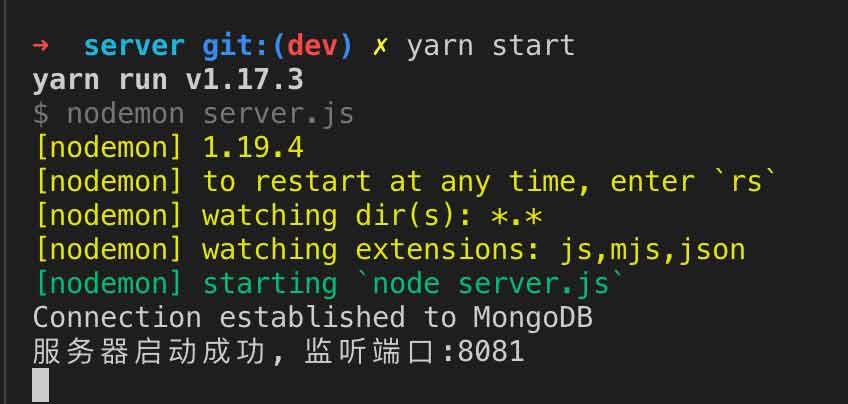 ➜  server git:(dev) ✗ yarn start
yarn run v1.17.3
$ nodemon server.js
[nodemon] 1.19.4
[nodemon] to restart at any time, enter `rs`
[nodemon] watching dir(s): *.*
[nodemon] watching extensions: js,mjs,json
[nodemon] starting `node server.js`
Connection established to MongoDB
服务器启动成功, 监听端口:8081